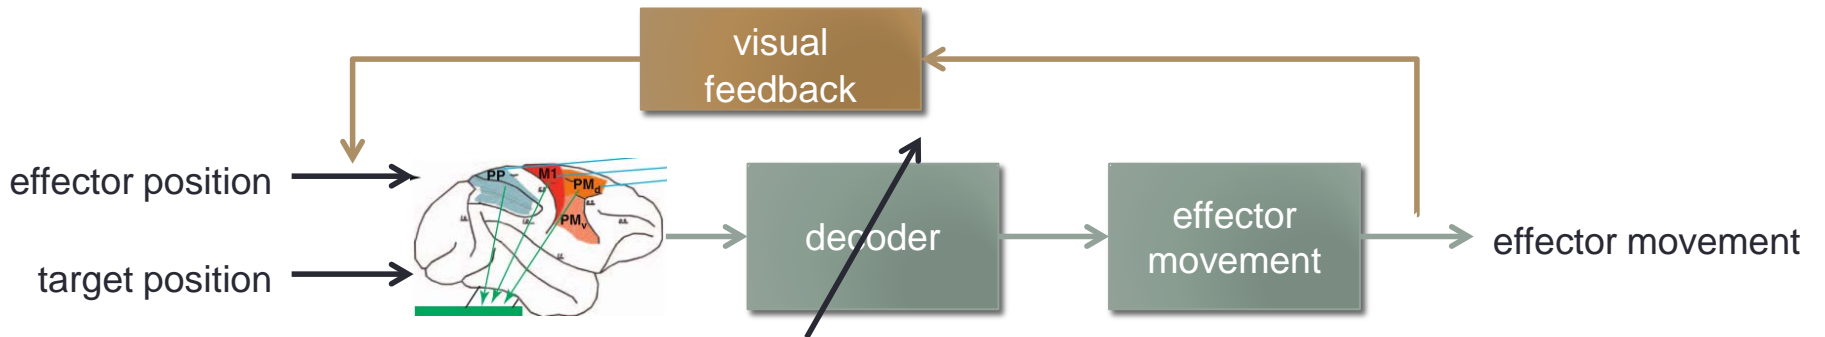 visual
feedback
effector position
target position
PP
M1
PMd
PMv
decoder
effector
movement
effector movement